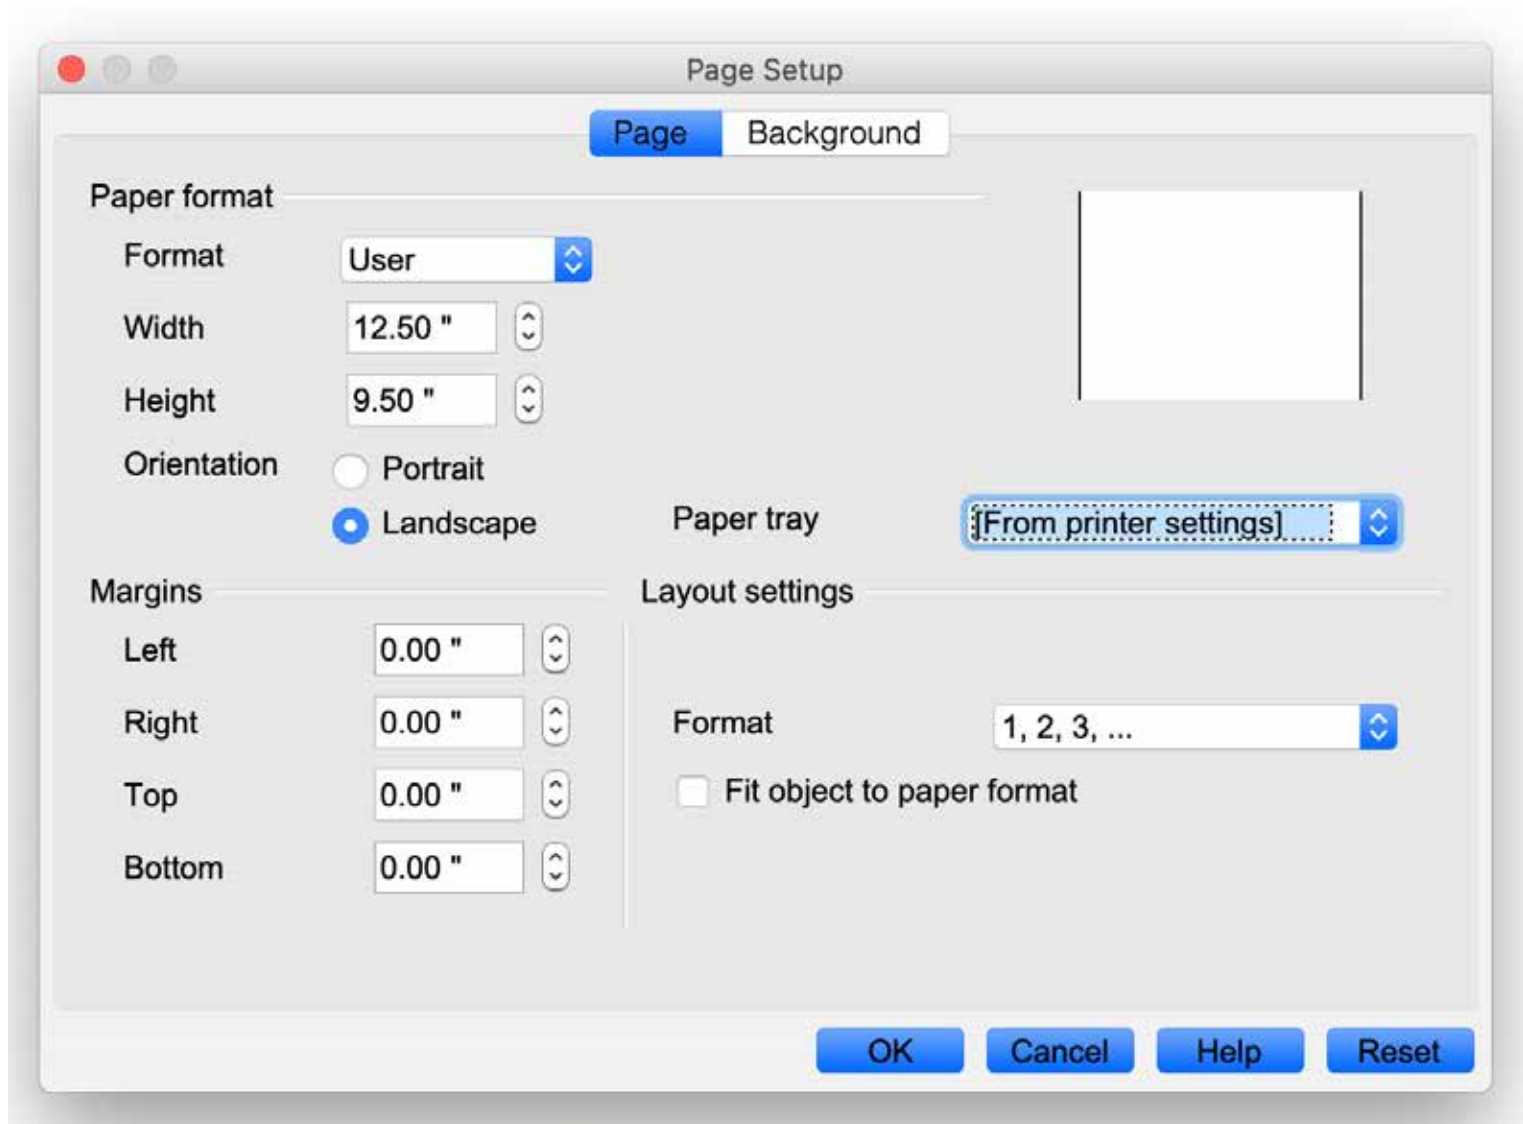 Page Setup
Page Background
Paper format
Format User
Width 12.50 "
Height 9.50 "
Orientation Portrait
Landscape Paper tray [From printer settings]
Margins Layout settings
Left 0.00 "
Right 0.00 " Format 1, 2, 3, ...
Top 0.00 " Fit object to paper format
Bottom 0.00 "
OK Cancel Help Reset